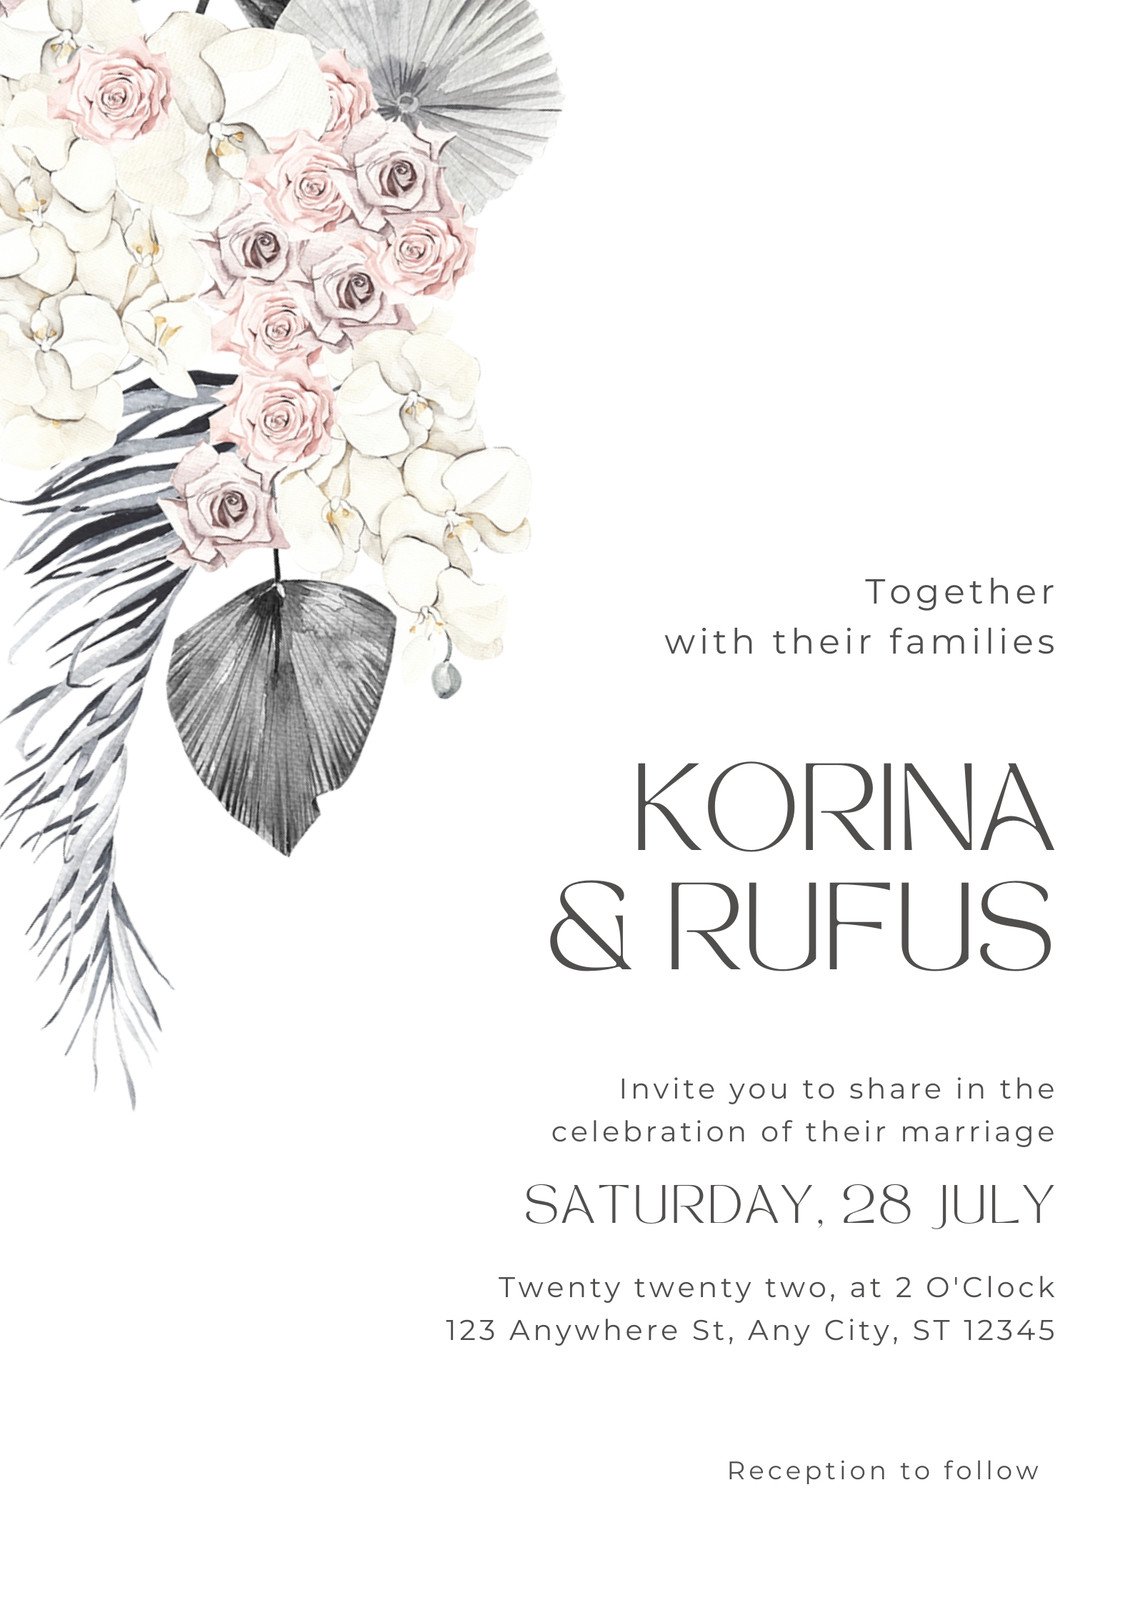 Together
with their families
KORINA
& RUFUS
Invite you to share in the
celebration of their marriage
SATURDAY, 28 JULY
Twenty twenty two, at 2 O'Clock
123 Anywhere St, Any City, ST 12345
Reception to follow